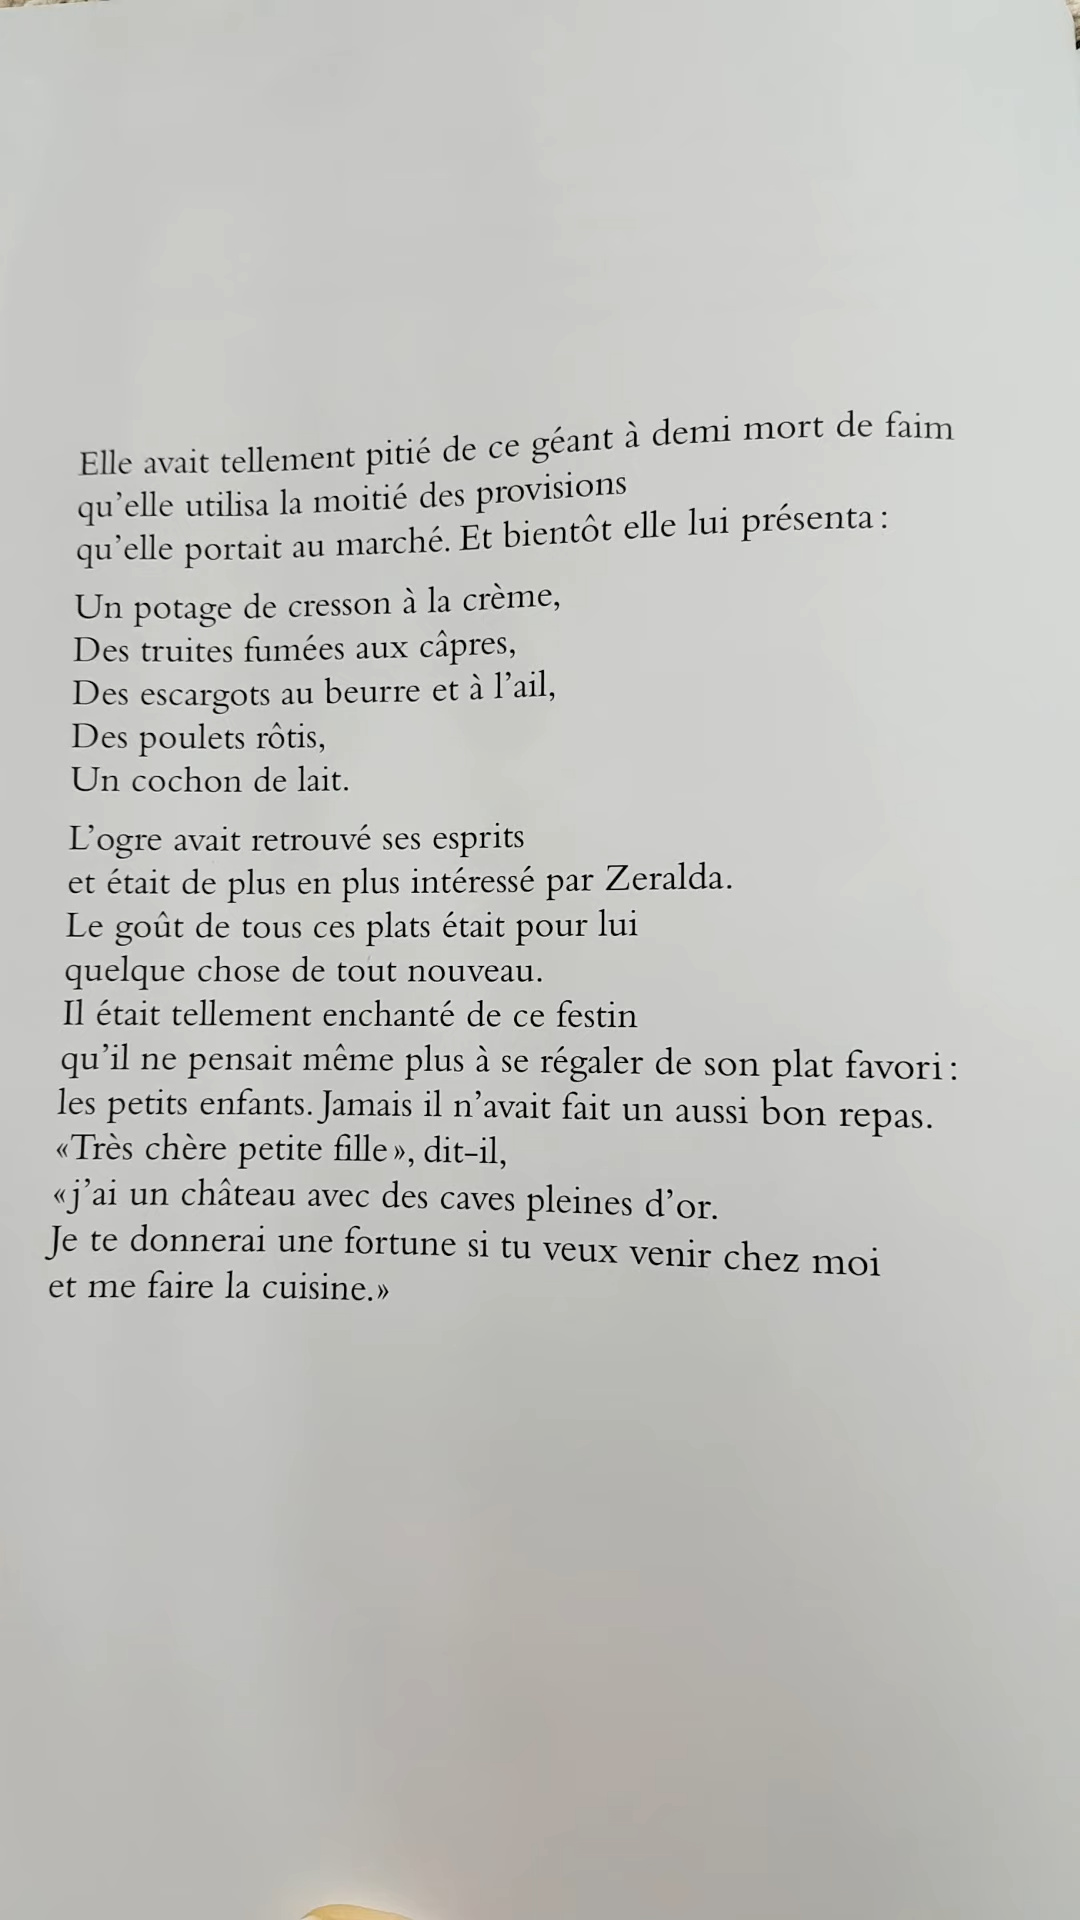 Elle avait tellement pitié de ce géant à demi mort de faim
qu'elle utilisa la moitié des provisions
qu'elle portait au marché. Et bientôt elle lui présenta :
Un potage de cresson à la crème,
Des truites fumées aux câpres,
Des escargots au beurre et à l'ail,
Des poulets rôtis,
Un cochon de lait.
L'ogre avait retrouvé ses esprits
et était de plus en plus intéressé par Zeralda.
Le goût de tous ces plats était pour lui
quelque chose de tout nouveau.
Il était tellement enchanté de ce festin
qu'il ne pensait même plus à se régaler de son plat favori :
les petits enfants. Jamais il n'avait fait un aussi bon repas.
«Très chère petite fille», dit-il,
«j'ai un château avec des caves pleines d'or.
Je te donnerai une fortune si tu veux venir chez moi
et me faire la cuisine.»